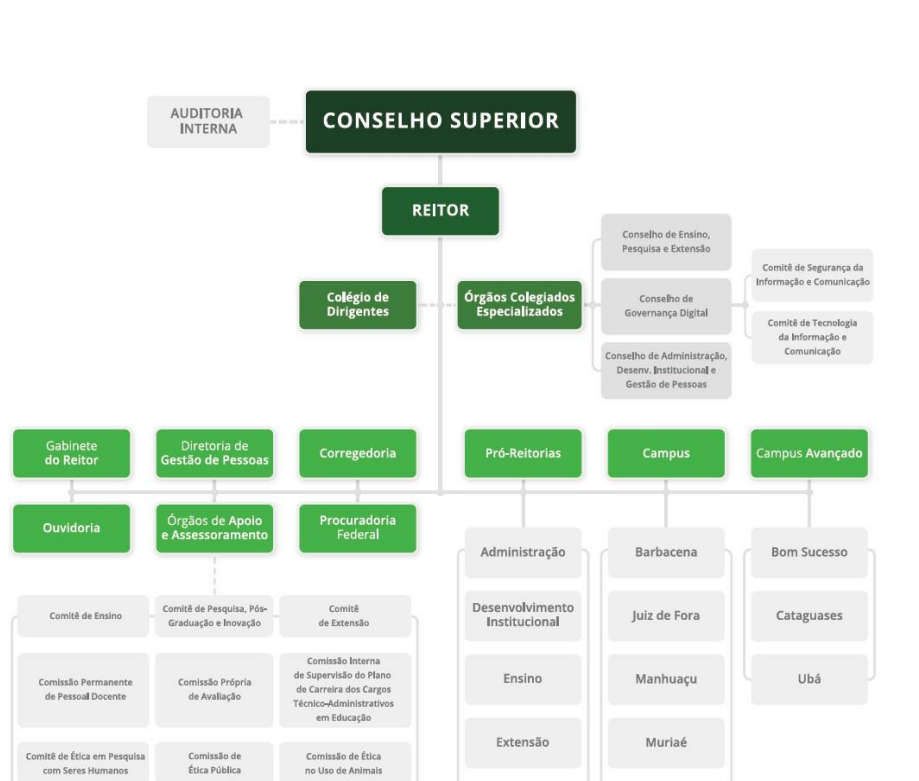 AUDITORIA
INTERNA
CONSELHO SUPERIOR
REITOR
Colégio de
Dirigentes
Órgãos Colegiados
Especializados
Conselho de Ensino,
Pesquisa e Extensão
Conselho de
Governança Digital
Conselho de Administração,
Desenv. Institucional e
Gestão de Pessoas
Comitê de Segurança da
Informação e Comunicação
Comitê de Tecnologia
da Informação e
Comunicação
Gabinete
do Reitor
Diretoria de
Gestão de Pessoas
Corregedoria
Pró-Reitorias
Campus
Campus Avançado
Ouvidoria
Órgãos de Apoio
e Assessoramento
Procuradoria
Federal
Comitê de Ensino
Comitê de Pesquisa, Pós-
Graduação e Inovação
Comitê
de Extensão
Comissão Permanente
de Pessoal Docente
Comissão Própria
de Avaliação
Comissão Interna
de Supervisão do Plano
de Carreira dos Cargos
Técnico-Administrativos
em Educação
Comitê de Ética em Pesquisa
com Seres Humanos
Comissão de
Ética Pública
Comissão de Ética
no Uso de Animais
Administração
Desenvolvimento
Institucional
Ensino
Extensão
Barbacena
Juiz de Fora
Manhuaçu
Muriaé
Bom Sucesso
Cataguases
Ubá